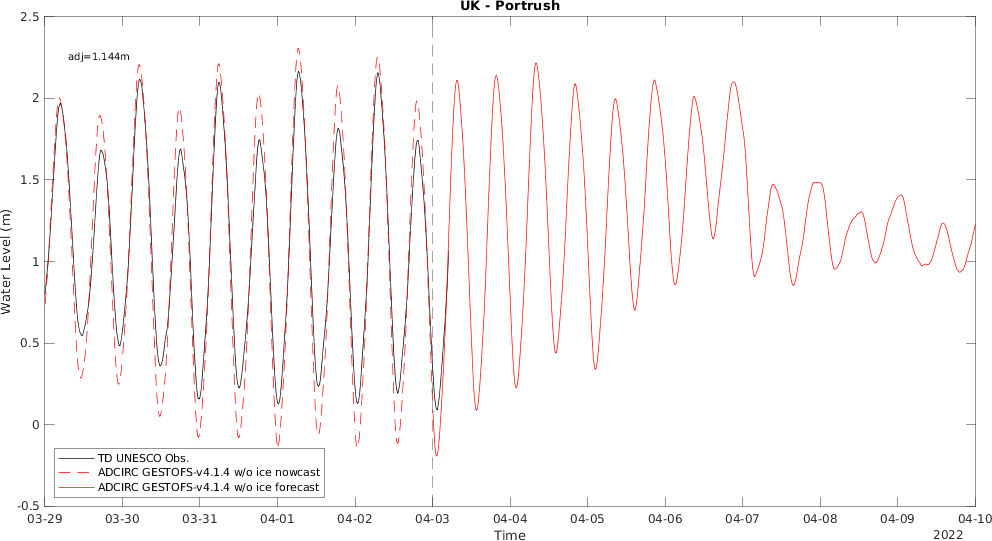 UK - Portrush
2.5
adj=1.144m
2
1.5
Water Level (m)
1
0.5
0
TD UNESCO Obs.
ADCIRC GESTOFS-v4.1.4 w/o ice nowcast
ADCIRC GESTOFS-v4.1.4 w/o ice forecast
-0.5
03-29 03-30 03-31 04-01 04-02 04-03 04-04 04-05 04-06 04-07 04-08 04-09 04-10
Time 2022